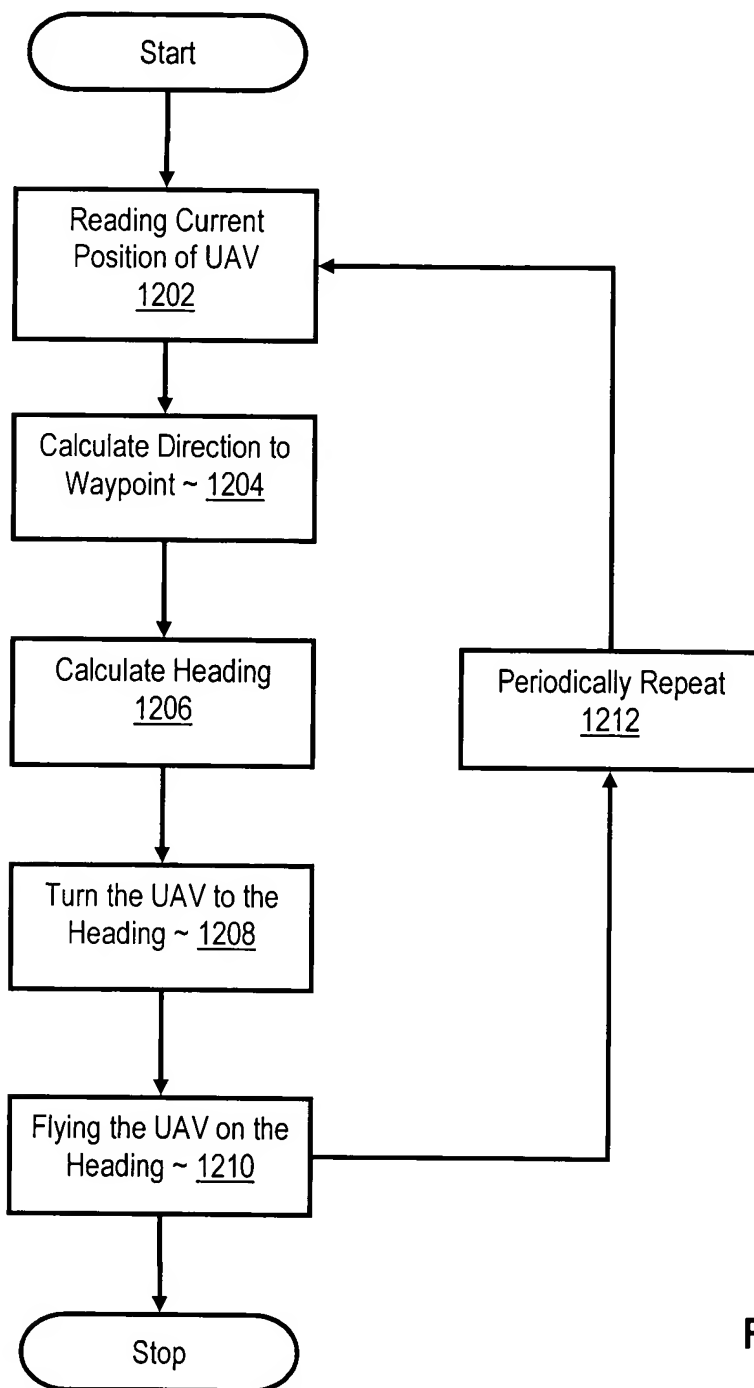 Start
Reading Current
Position of UAV
1202
Calculate Direction to
Waypoint ~ 1204
Calculate Heading
1206
Periodically Repeat
1212
Turn the UAV to the
Heading ~ 1208
Flying the UAV on the
Heading ~ 1210
Stop